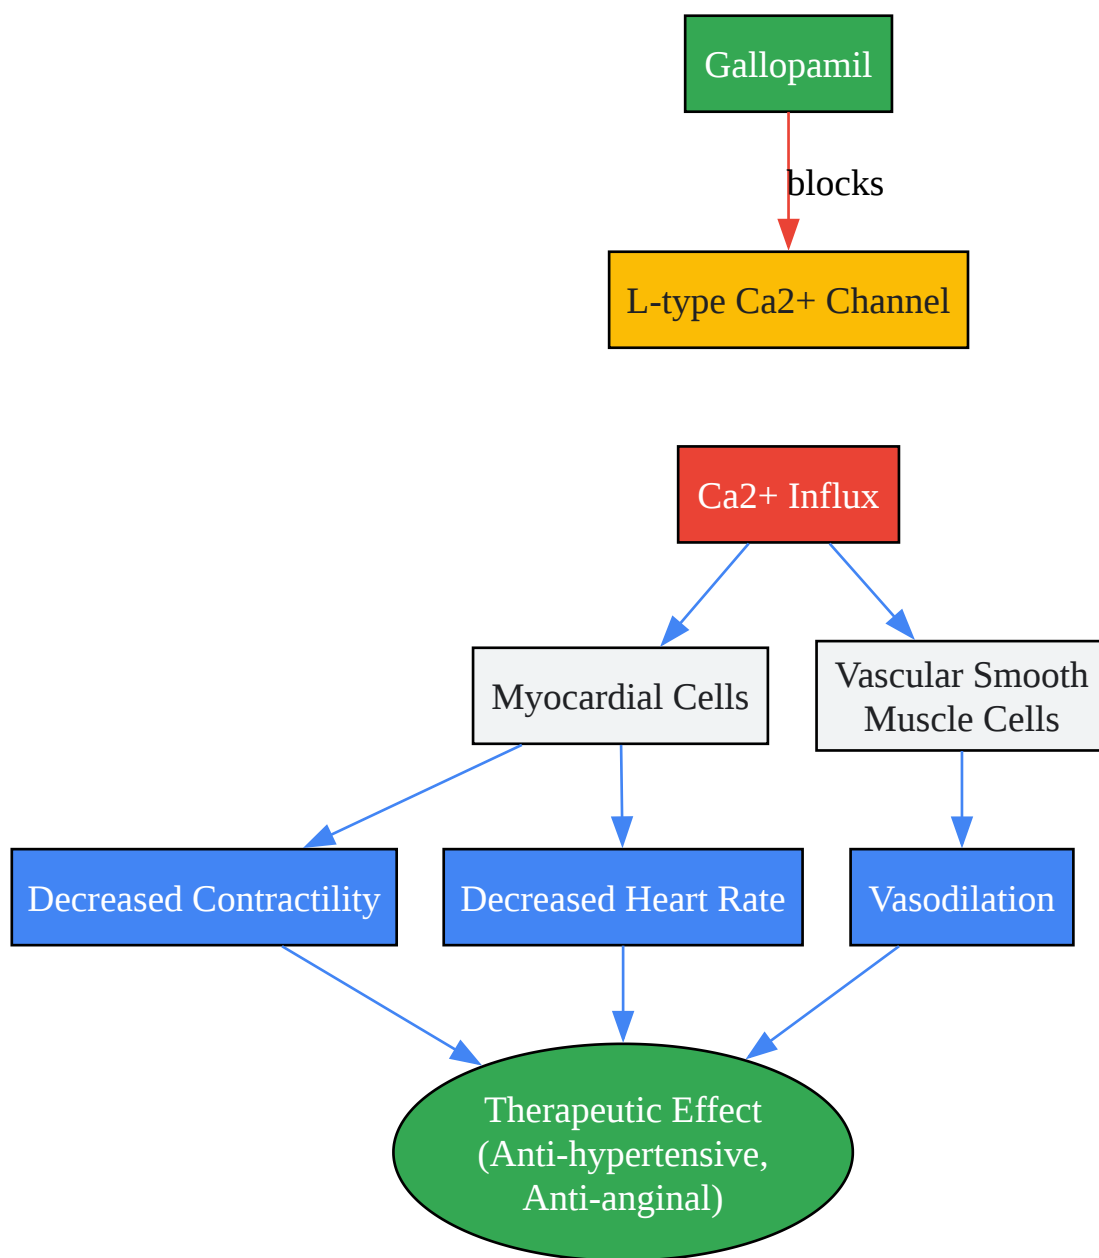 Gallopamil
blocks
L-type Ca2+ Channel
Ca2+ Influx
Myocardial Cells
Vascular Smooth
Muscle Cells
Decreased Contractility
Decreased Heart Rate
Vasodilation
Therapeutic Effect
(Anti-hypertensive,
Anti-anginal)